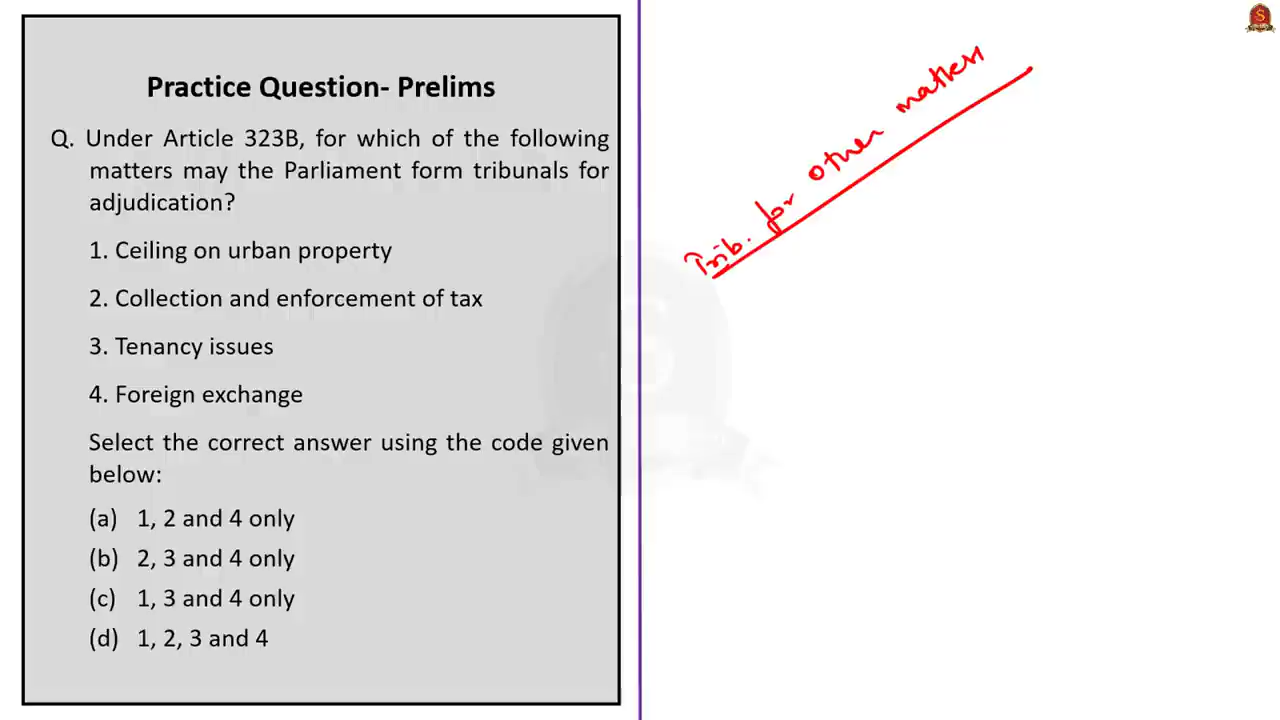 Practice Question- Prelims
Q. Under Article 323B, for which of the following
matters may the Parliament form tribunals for
adjudication?
1. Ceiling on urban property
2. Collection and enforcement of tax
3. Tenancy issues
4. Foreign exchange
Select the correct answer using the code given
below:
(a) 1, 2 and 4 only
(b) 2, 3 and 4 only
(c) 1, 3 and 4 only
(d) 1, 2, 3 and 4
Trib. for other matters